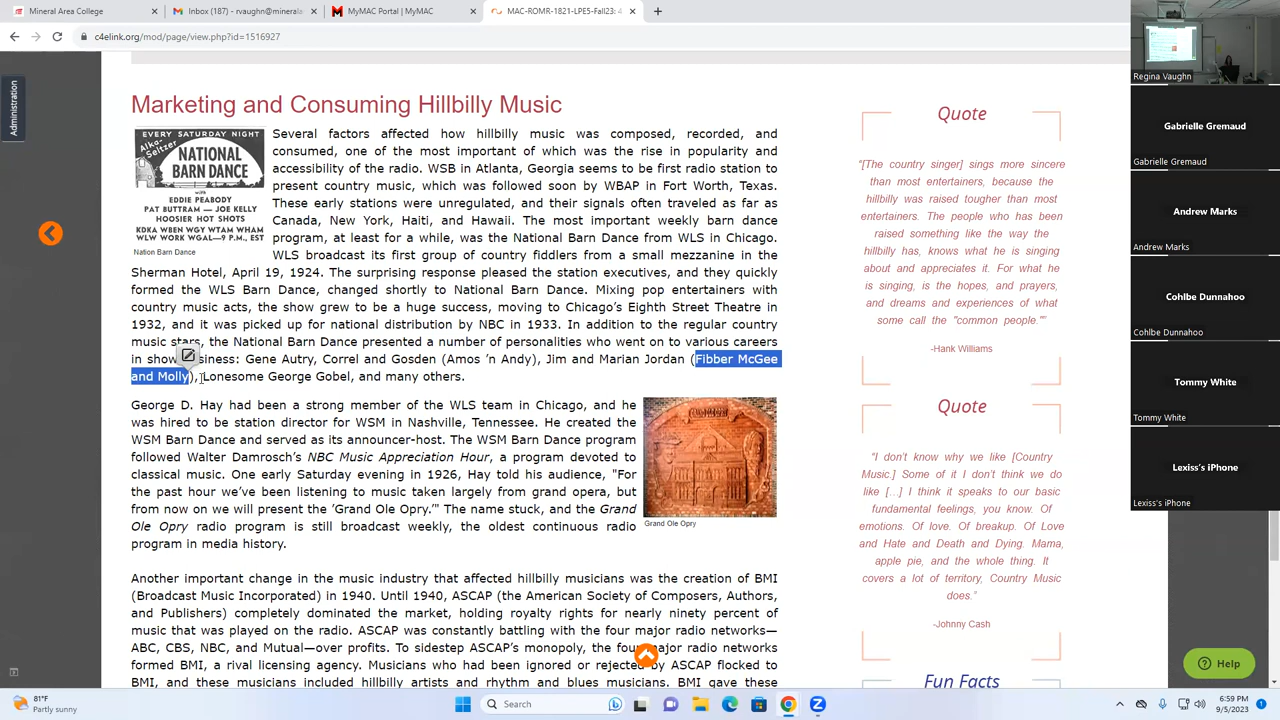 Mineral Area College
Inbox (187) - rvaughn@minerala
MyMAC Portal | MyMAC
MAC-ROMR-1821-LPE5-Fall23: 4
c4elink.org/mod/page/view.php?id=1516927
Administration
Marketing and Consuming Hillbilly Music
EVERY SATURDAY NIGHT
Alka-Seltzer
NATIONAL
BARN DANCE
with
EDDIE PEABODY
PAT BUTTRAM — JOE KELLY
HOOSIER HOT SHOTS
KDKA WBEN WGY WTAM WHAM
WLW WORK WGAL—9 P.M., EST
Nation Barn Dance
Several factors affected how hillbilly music was composed, recorded, and
consumed, one of the most important of which was the rise in popularity and
accessibility of the radio. WSB in Atlanta, Georgia seems to be first radio station to
present country music, which was followed soon by WBAP in Fort Worth, Texas.
These early stations were unregulated, and their signals often traveled as far as
Canada, New York, Haiti, and Hawaii. The most important weekly barn dance
program, at least for a while, was the National Barn Dance from WLS in Chicago.
WLS broadcast its first group of country fiddlers from a small mezzanine in the
Sherman Hotel, April 19, 1924. The surprising response pleased the station executives, and they quickly
formed the WLS Barn Dance, changed shortly to National Barn Dance. Mixing pop entertainers with
country music acts, the show grew to be a huge success, moving to Chicago's Eighth Street Theatre in
1932, and it was picked up for national distribution by NBC in 1933. In addition to the regular country
music stars, the National Barn Dance presented a number of personalities who went on to various careers
in show business: Gene Autry, Correl and Gosden (Amos 'n Andy), Jim and Marian Jordan (Fibber McGee
and Molly), Lonesome George Gobel, and many others.
George D. Hay had been a strong member of the WLS team in Chicago, and he
was hired to be station director for WSM in Nashville, Tennessee. He created the
WSM Barn Dance and served as its announcer-host. The WSM Barn Dance program
followed Walter Damrosch's NBC Music Appreciation Hour, a program devoted to
classical music. One early Saturday evening in 1926, Hay told his audience, "For
the past hour we've been listening to music taken largely from grand opera, but
from now on we will present the 'Grand Ole Opry.'" The name stuck, and the Grand
Ole Opry radio program is still broadcast weekly, the oldest continuous radio
program in media history.
Grand Ole Opry
Another important change in the music industry that affected hillbilly musicians was the creation of BMI
(Broadcast Music Incorporated) in 1940. Until 1940, ASCAP (the American Society of Composers, Authors,
and Publishers) completely dominated the market, holding royalty rights for nearly ninety percent of
music that was played on the radio. ASCAP was constantly battling with the four major radio networks—
ABC, CBS, NBC, and Mutual—over profits. To sidestep ASCAP's monopoly, the four major radio networks
formed BMI, a rival licensing agency. Musicians who had been ignored or rejected by ASCAP flocked to
BMI, and these musicians included hillbilly artists and rhythm and blues musicians. BMI gave these
Quote
"[The country singer] sings more sincere
than most entertainers, because the
hillbilly was raised tougher than most
entertainers. The people who has been
raised something like the way the
hillbilly has, knows what he is singing
about and appreciates it. For what he
is singing, is the hopes, and prayers,
and dreams and experiences of what
some call the "common people.""
-Hank Williams
Quote
"I don't know why we like [Country
Music.] Some of it I don't think we do
like [...] I think it speaks to our basic
fundamental feelings, you know. Of
emotions. Of love. Of breakup. Of Love
and Hate and Death and Dying. Mama,
apple pie, and the whole thing. It
covers a lot of territory, Country Music
does."
-Johnny Cash
Fun Facts
Help
Regina Vaughn
Gabrielle Gremaud
Gabrielle Gremaud
Andrew Marks
Andrew Marks
Cohlbe Dunnahoo
Cohlbe Dunnahoo
Tommy White
Tommy White
Lexiss's iPhone
Lexiss's iPhone
81°F
Partly sunny
Search
6:59 PM
9/5/2023
1